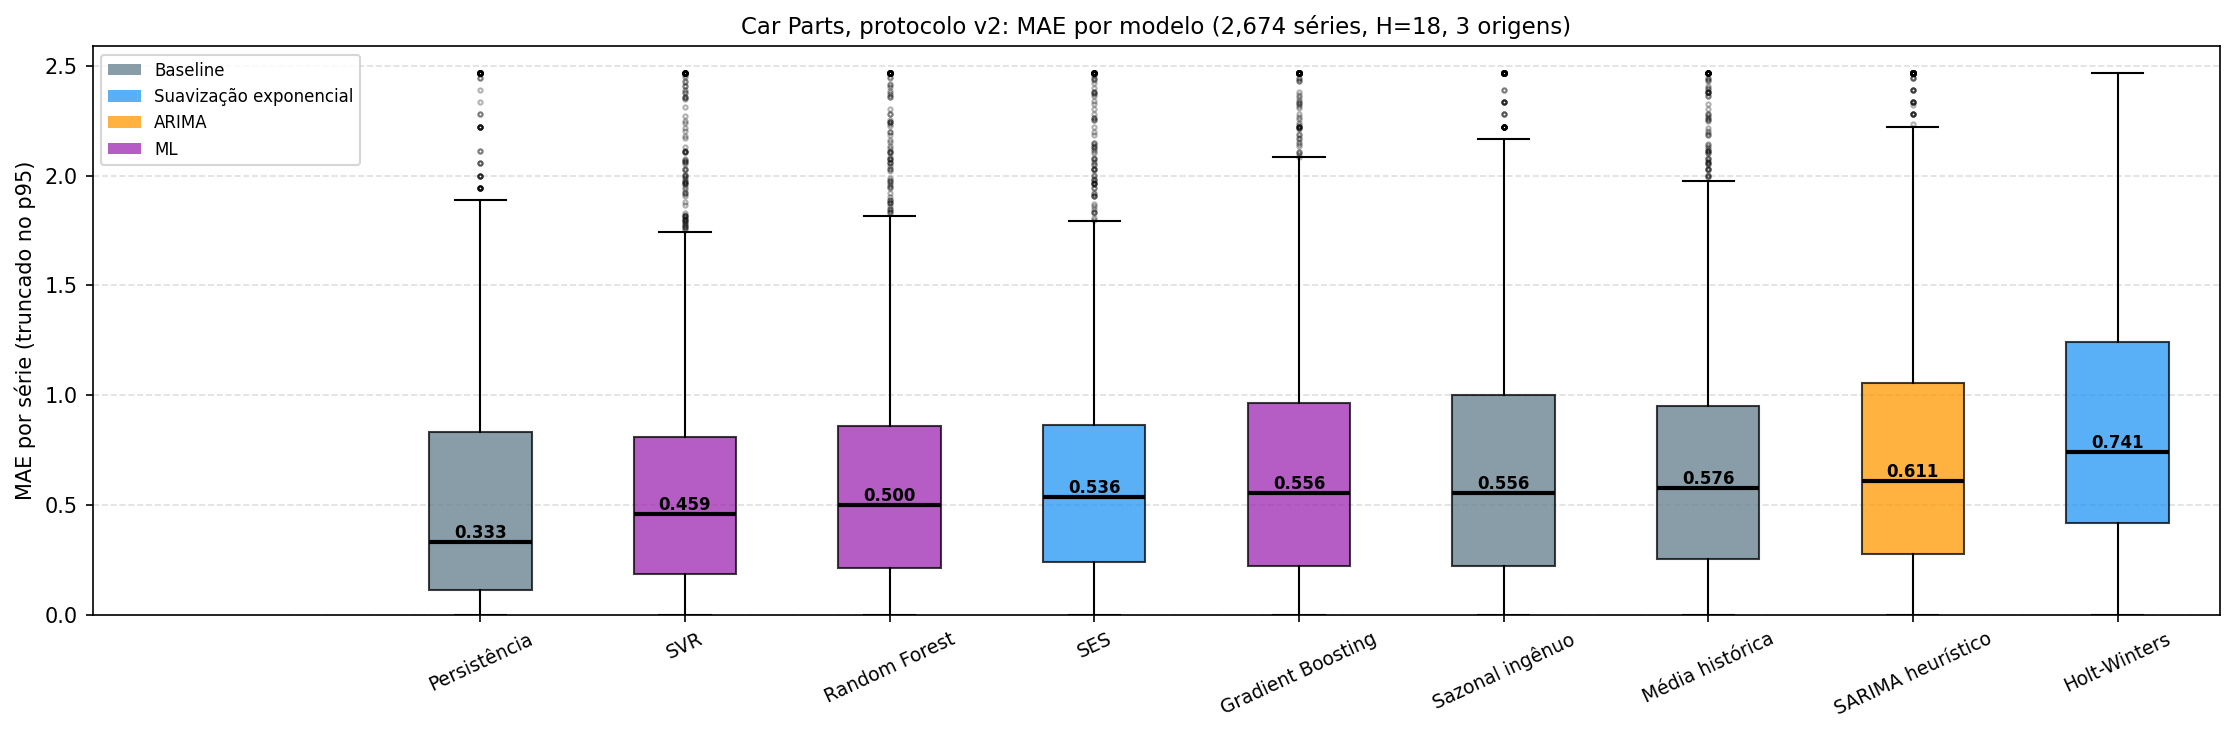 Car Parts, protocolo v2: MAE por modelo (2,674 séries, H=18, 3 origens)
MAE por série (truncado no p95)
2.5
2.0
1.5
1.0
0.5
0.0
Baseline
Suavização exponencial
ARIMA
ML
0.333
0.459
0.500
0.536
0.556
0.556
0.576
0.611
0.741
Persistência
SVR
Random Forest
SES
Gradient Boosting
Sazonal ingênuo
Média histórica
SARIMA heurístico
Holt-Winters